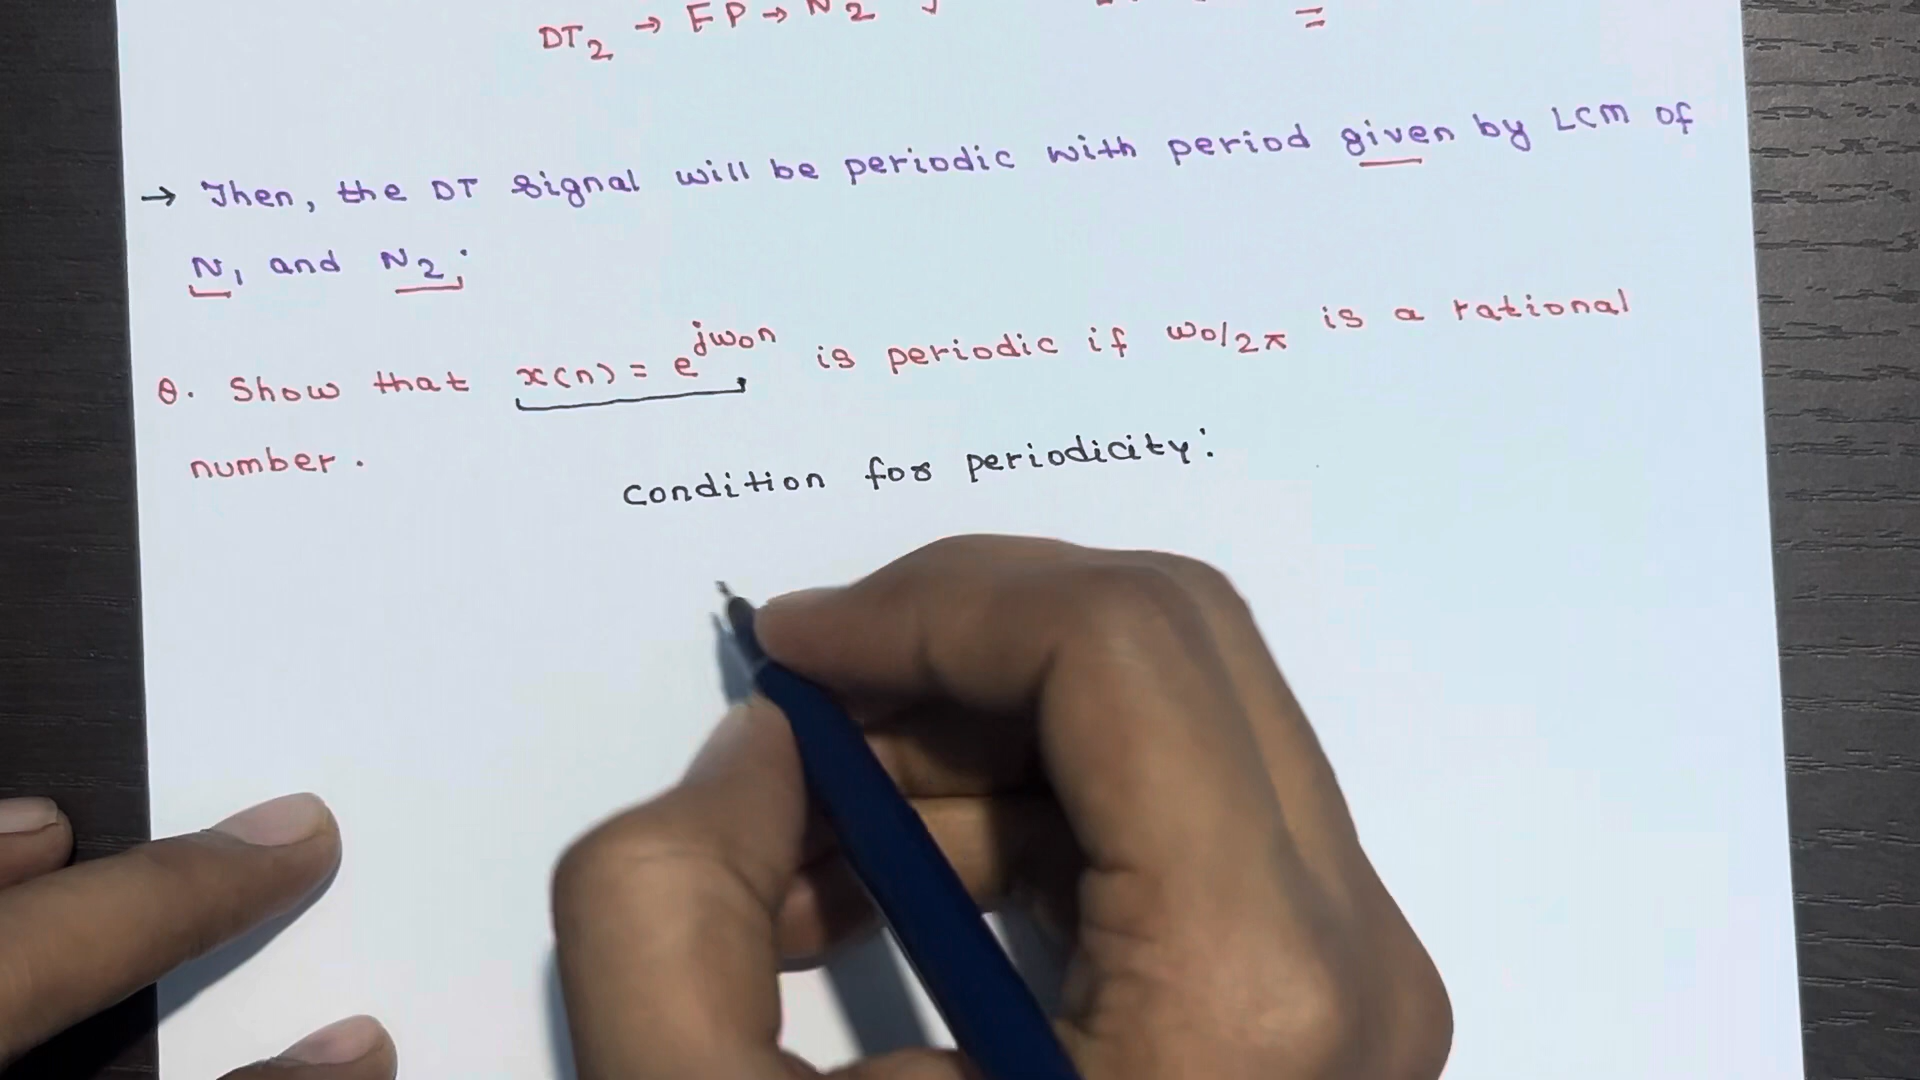 DT2 → FP → N2
=
→ Then, the DT signal will be periodic with period given by LCM of
N1 and N2.
Q. Show that x(n) = e^jω0n is periodic if ω0/2π is a rational
number.
condition for periodicity: